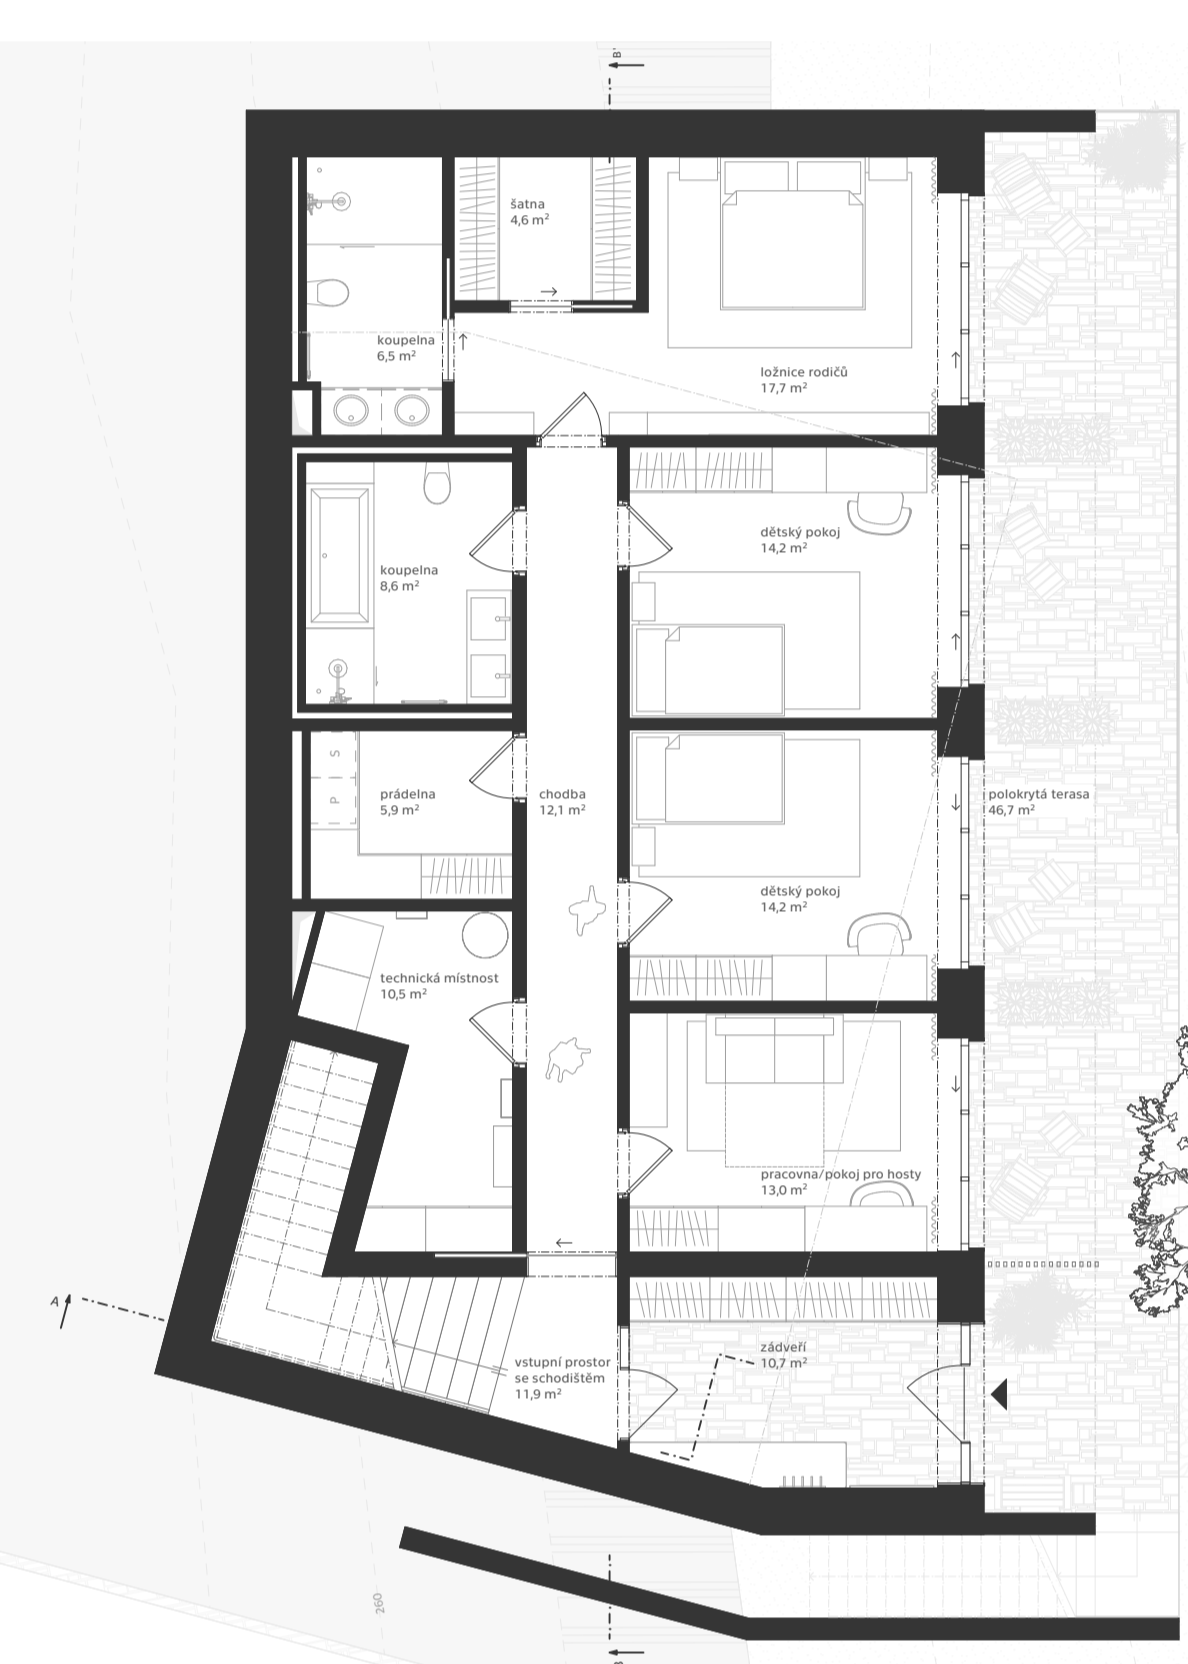 B'
šatna
4,6 m²
koupelna
6,5 m²
ložnice rodičů
17,7 m²
dětský pokoj
14,2 m²
koupelna
8,6 m²
S
P
prádelna
5,9 m²
chodba
12,1 m²
polokrytá terasa
46,7 m²
dětský pokoj
14,2 m²
technická místnost
10,5 m²
pracovna/pokoj pro hosty
13,0 m²
A
zádveří
10,7 m²
vstupní prostor
se schodištěm
11,9 m²
260